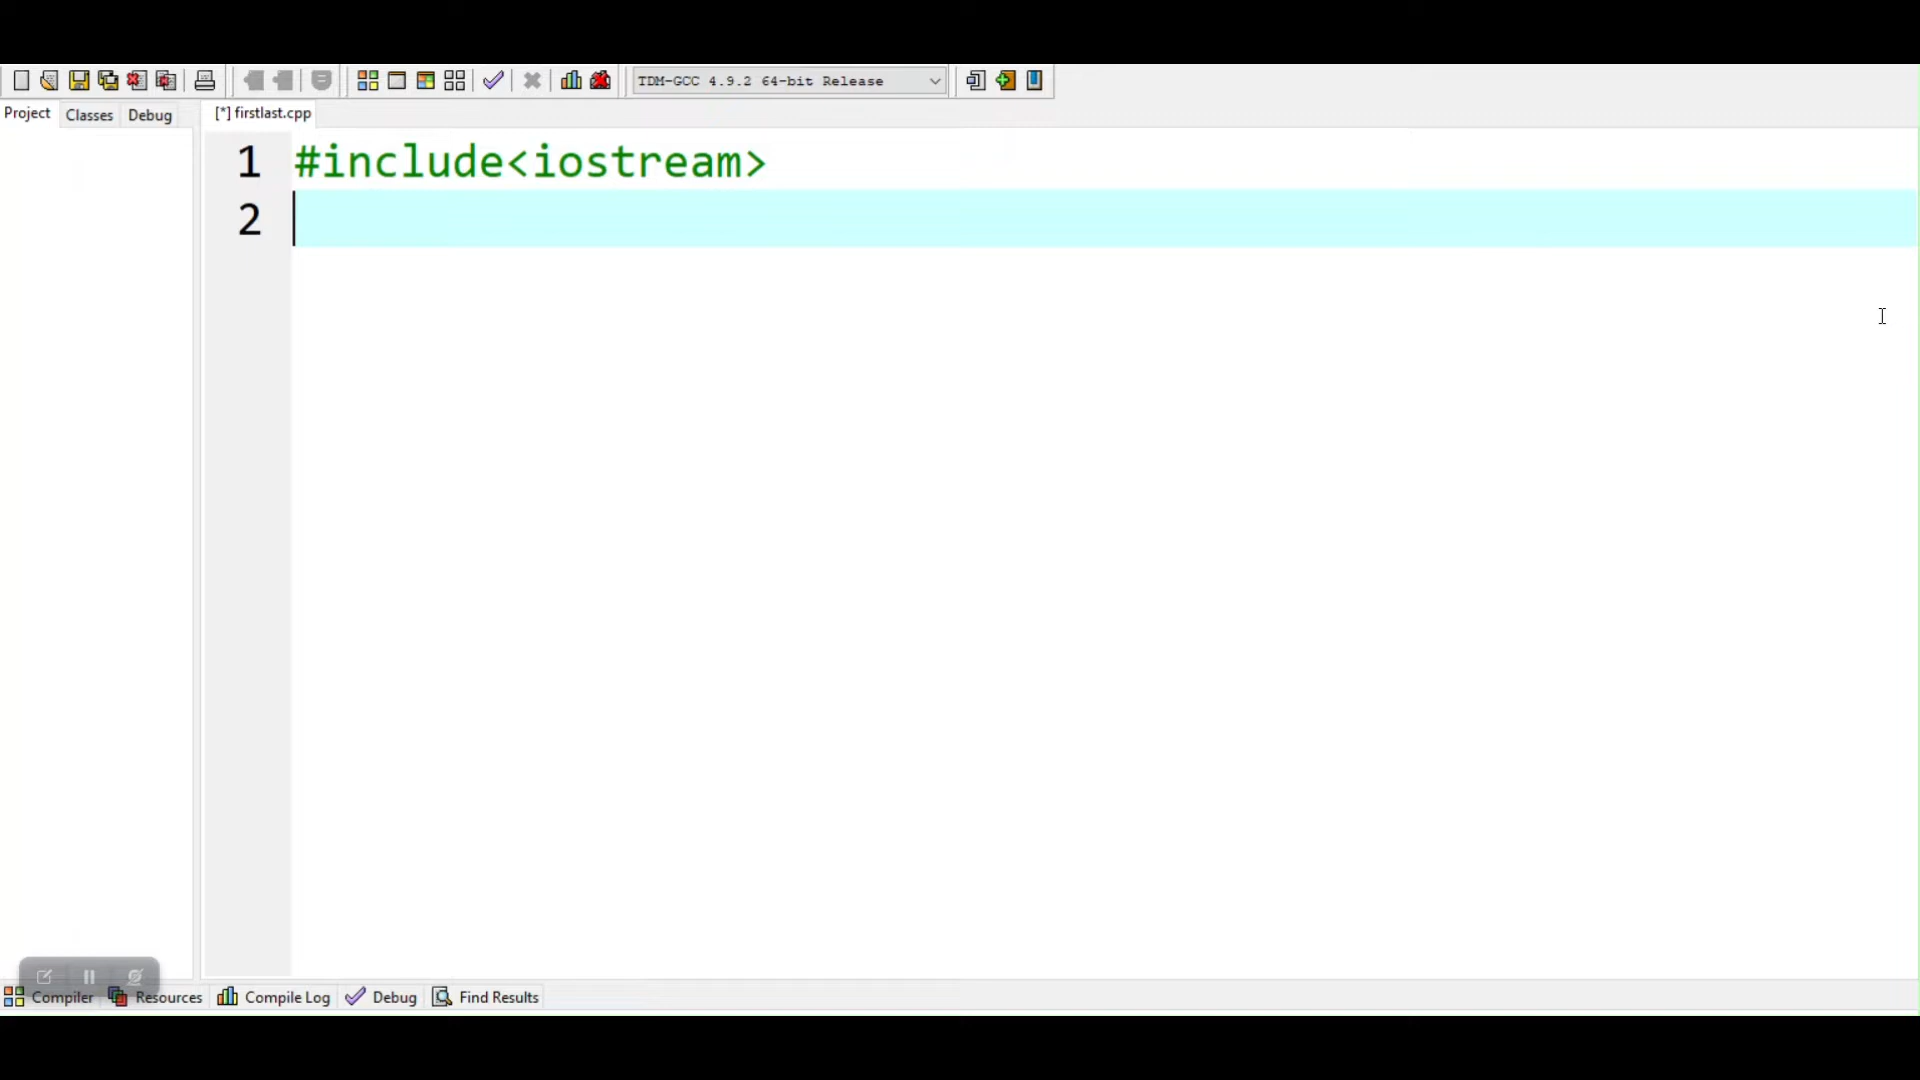 TDM-GCC 4.9.2 64-bit Release
Project Classes Debug
[*] firstlast.cpp
1 #include<iostream>
2
Compiler Resources Compile Log Debug Find Results